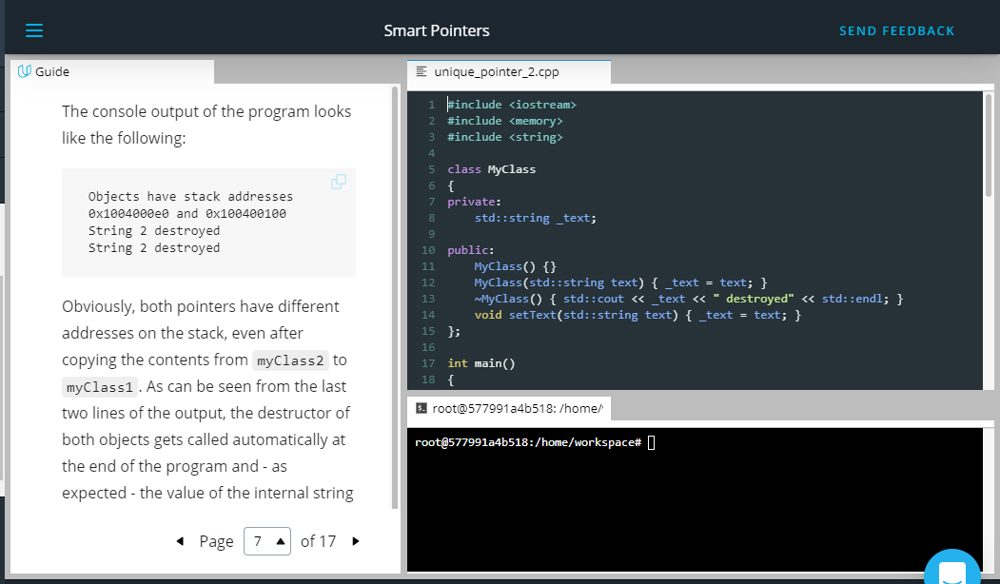 Smart Pointers
SEND FEEDBACK
Guide
The console output of the program looks
like the following:
Objects have stack addresses
0x1004000e0 and 0x100400100
String 2 destroyed
String 2 destroyed
Obviously, both pointers have different
addresses on the stack, even after
copying the contents from myClass2 to
myClass1. As can be seen from the last
two lines of the output, the destructor of
both objects gets called automatically at
the end of the program and - as
expected - the value of the internal string
Page 7 of 17
unique_pointer_2.cpp
1 #include <iostream>
2 #include <memory>
3 #include <string>
4
5 class MyClass
6 {
7 private:
8     std::string _text;
9
10 public:
11     MyClass() {}
12     MyClass(std::string text) { _text = text; }
13     ~MyClass() { std::cout << _text << " destroyed" << std::endl; }
14     void setText(std::string text) { _text = text; }
15 };
16
17 int main()
18 {
root@577991a4b518: /home/
root@577991a4b518:/home/workspace#